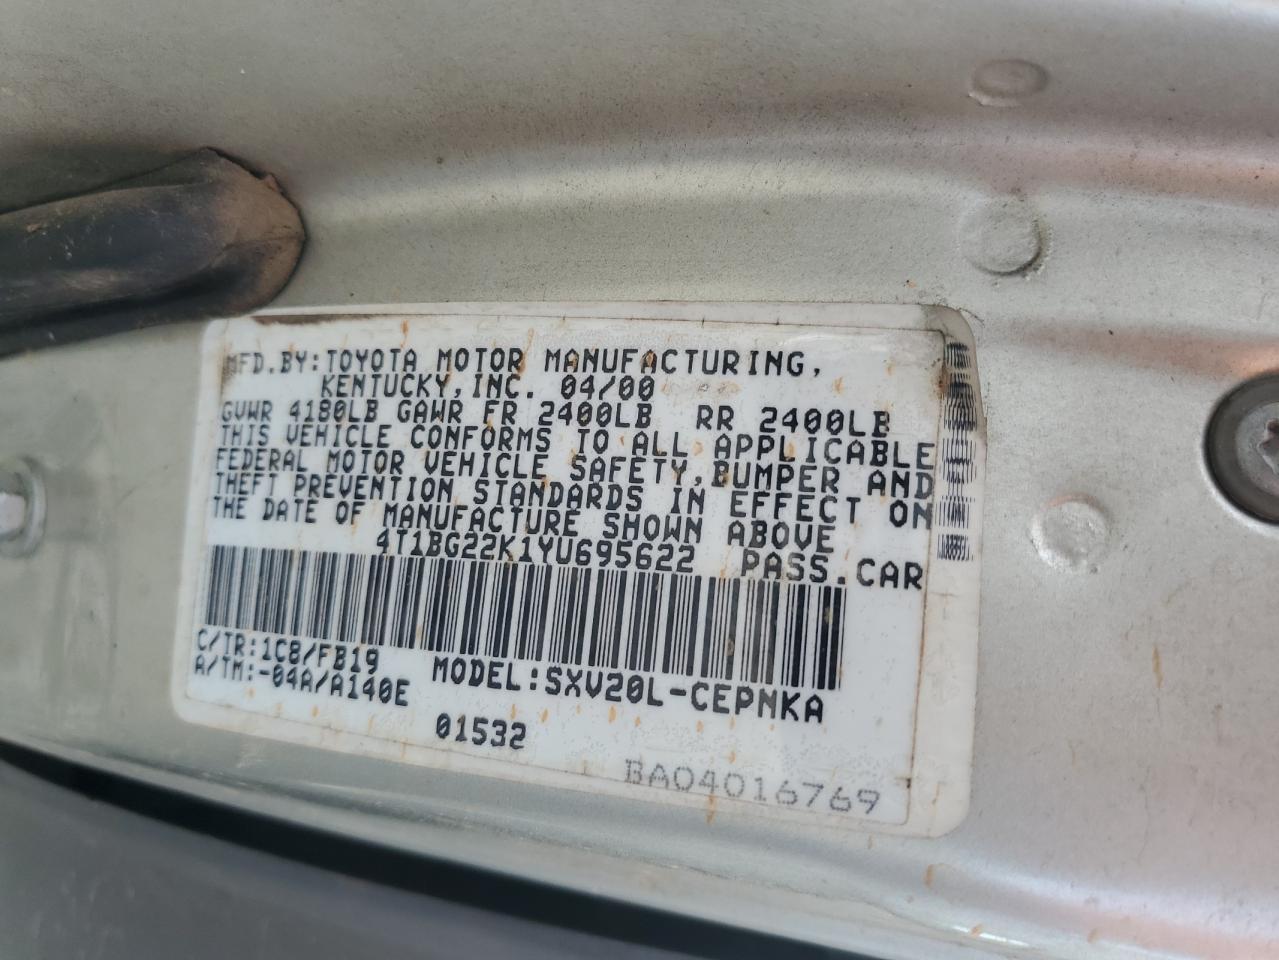 MFD.BY:TOYOTA MOTOR MANUFACTURING,
KENTUCKY,INC. 04/00
GVWR 4180LB GAWR FR 2400LB RR 2400LB
THIS VEHICLE CONFORMS TO ALL APPLICABLE
FEDERAL MOTOR VEHICLE SAFETY,BUMPER AND
THEFT PREVENTION STANDARDS IN EFFECT ON
THE DATE OF MANUFACTURE SHOWN ABOVE
4T1BG22K1YU695622 PASS.CAR
C/TR:1C8/FB19
A/TM:-04A/A140E
MODEL:SXV20L-CEPNKA
01532
BA04016769